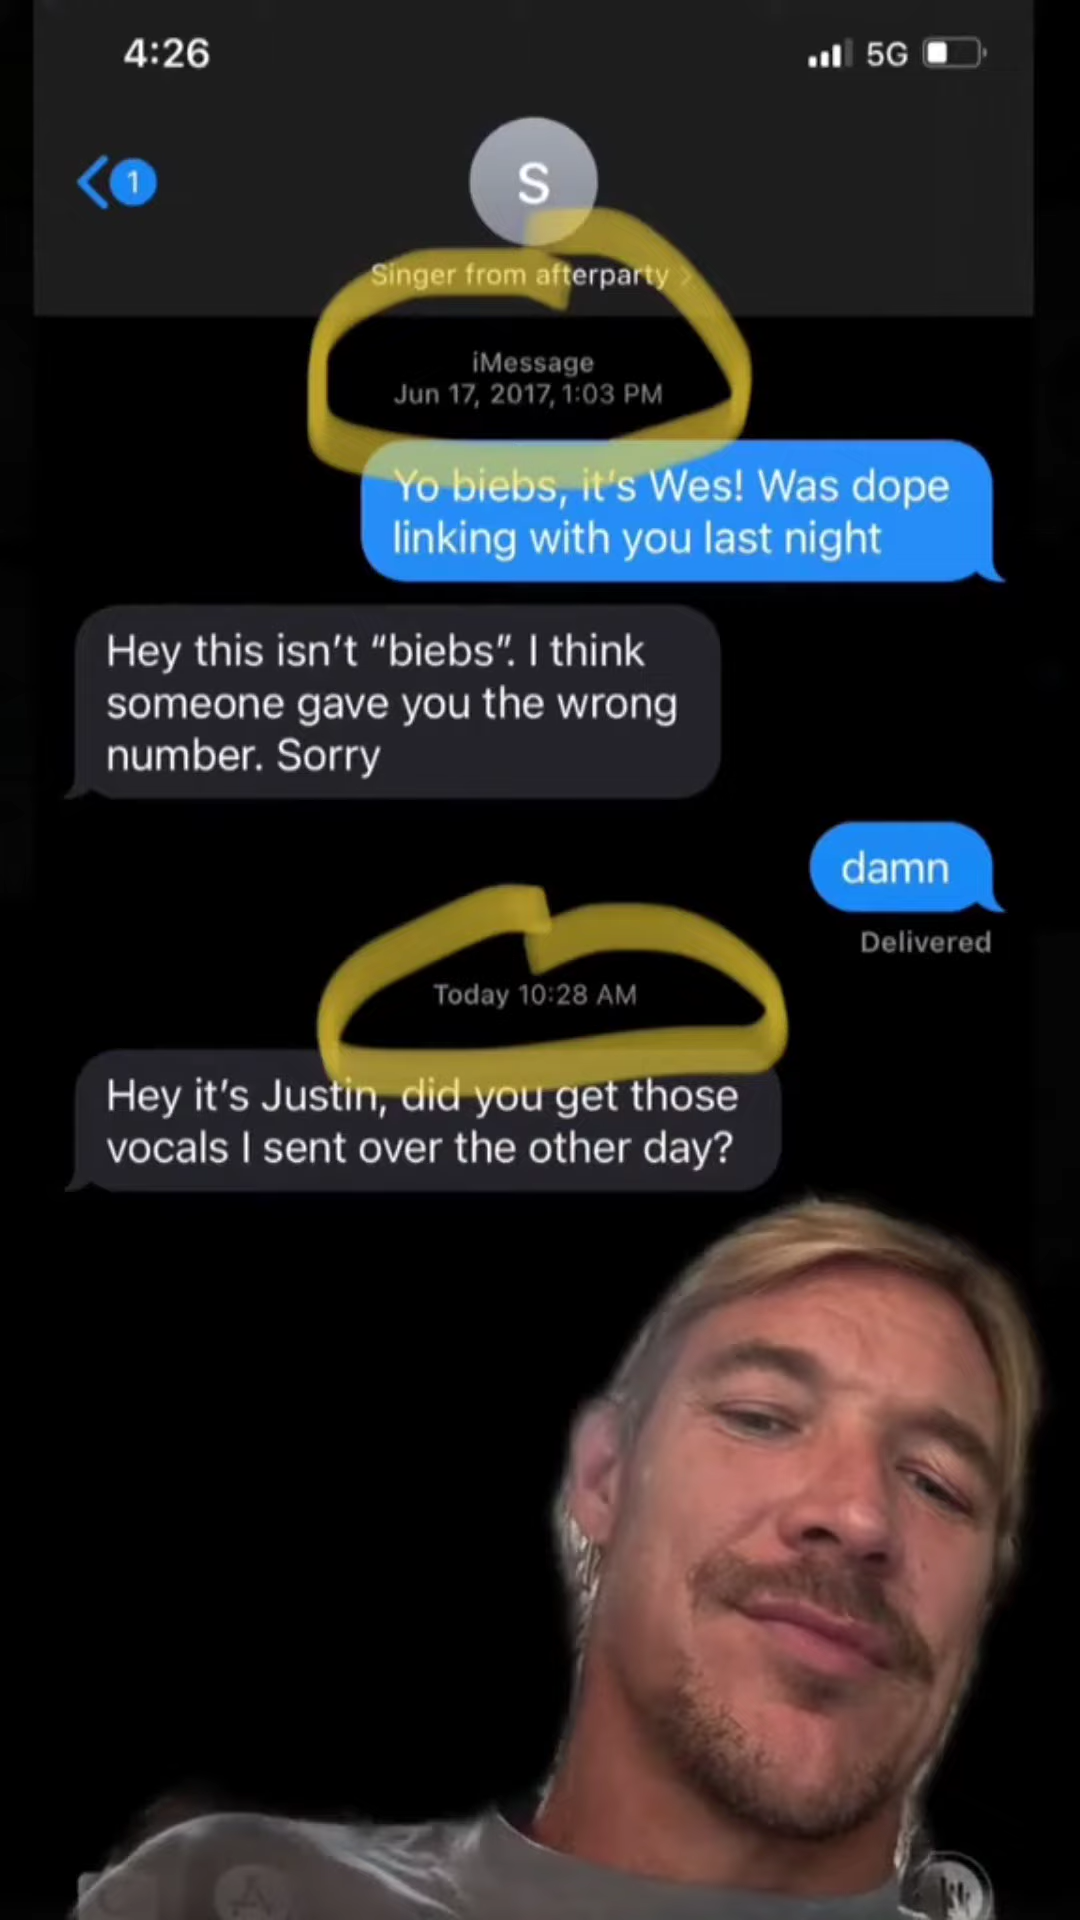 4:26
5G
1
S
Singer from afterparty
iMessage
Jun 17, 2017, 1:03 PM
Yo biebs, it's Wes! Was dope
linking with you last night
Hey this isn't “biebs”. I think
someone gave you the wrong
number. Sorry
damn
Delivered
Today 10:28 AM
Hey it's Justin, did you get those
vocals I sent over the other day?